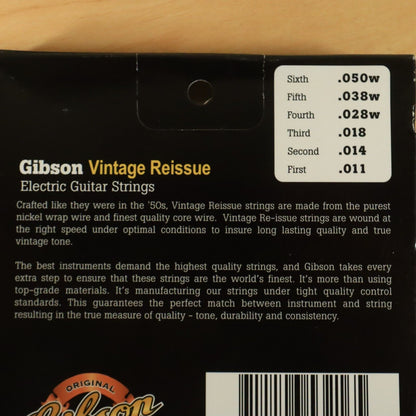 Sixth .050w
Fifth .038w
Fourth .028w
Third .018
Second .014
First .011
Gibson Vintage Reissue
Electric Guitar Strings
Crafted like they were in the '50s, Vintage Reissue strings are made from the purest
nickel wrap wire and finest quality core wire. Vintage Re-issue strings are wound at
the right speed under optimal conditions to insure long lasting quality and true
vintage tone.
The best instruments demand the highest quality strings, and Gibson takes every
extra step to ensure that these strings are the world's finest. It's more than using
top-grade materials. It's manufacturing our strings under tight quality control
standards. This guarantees the perfect match between instrument and string
resulting in the true measure of quality – tone, durability and consistency.
ORIGINAL
Gibson